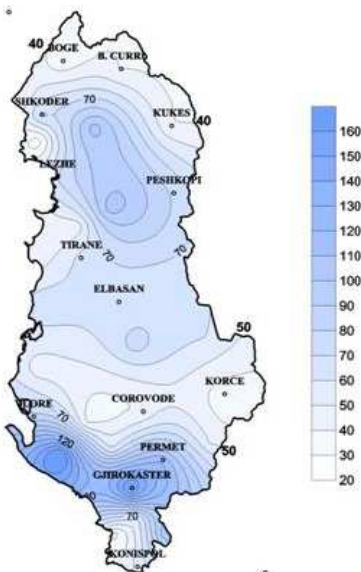 40
BOGE
B. CURRI
SHKODER
70
KUKES
40
LEZHE
PESHKOPI
TIRANE
70
70
ELBASAN
50
KORCE
COROVODE
70
120
PERMET
50
GJIROKASTER
70
KONISPOL
160
150
140
130
120
110
100
90
80
70
60
50
40
30
20